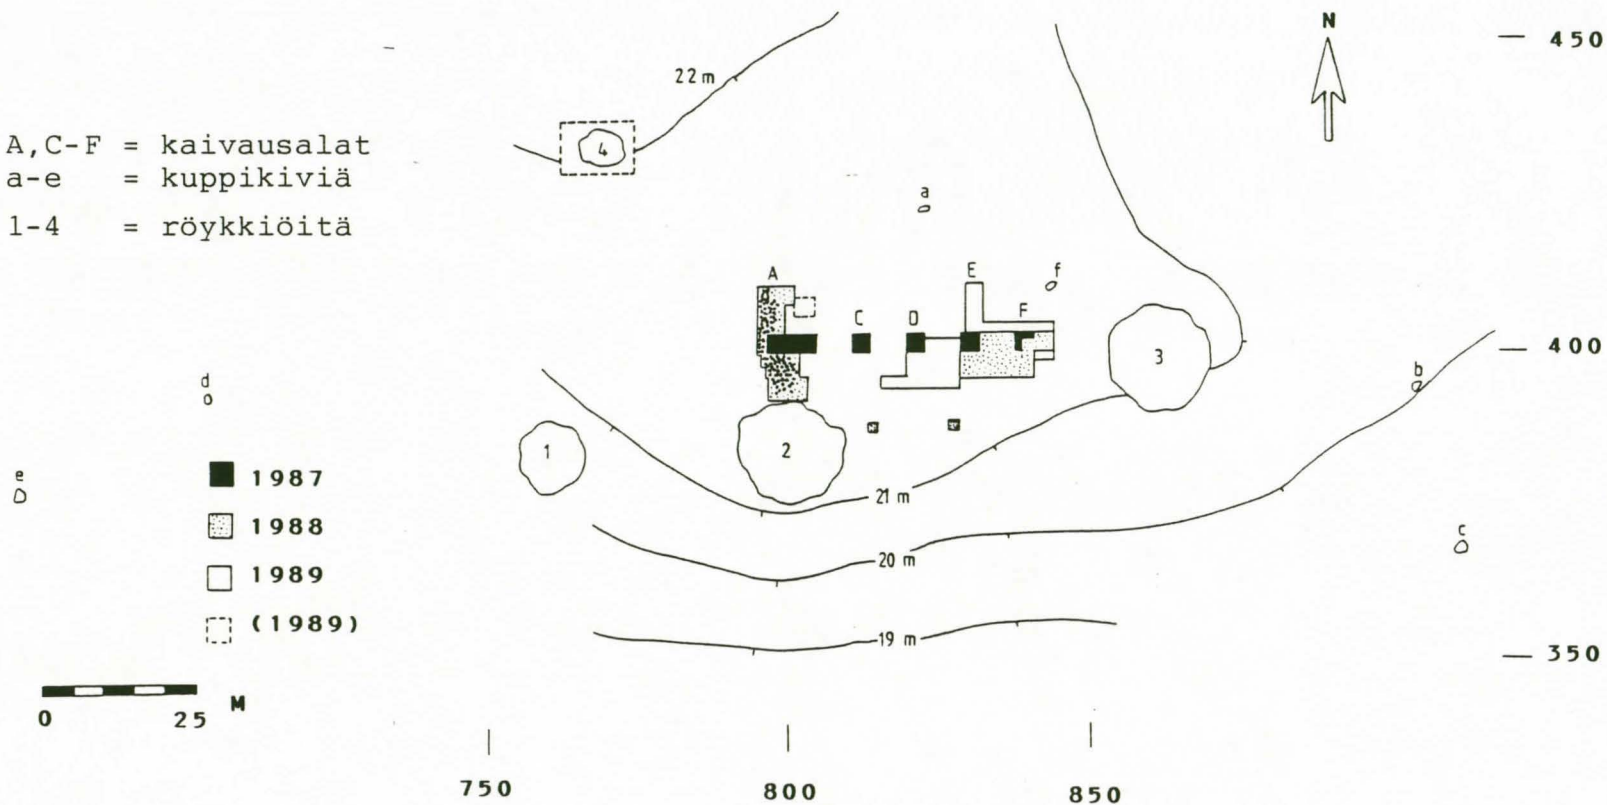 N
450
22 m
A,C-F = kaivausalat
a-e = kuppikiviä
1-4 = röykkiöitä
4
a
A
E
f
C
D
F
3
400
d
b
1
2
e
1987
21 m
1988
c
20 m
1989
(1989)
19 m
350
0 25 M
750
800
850